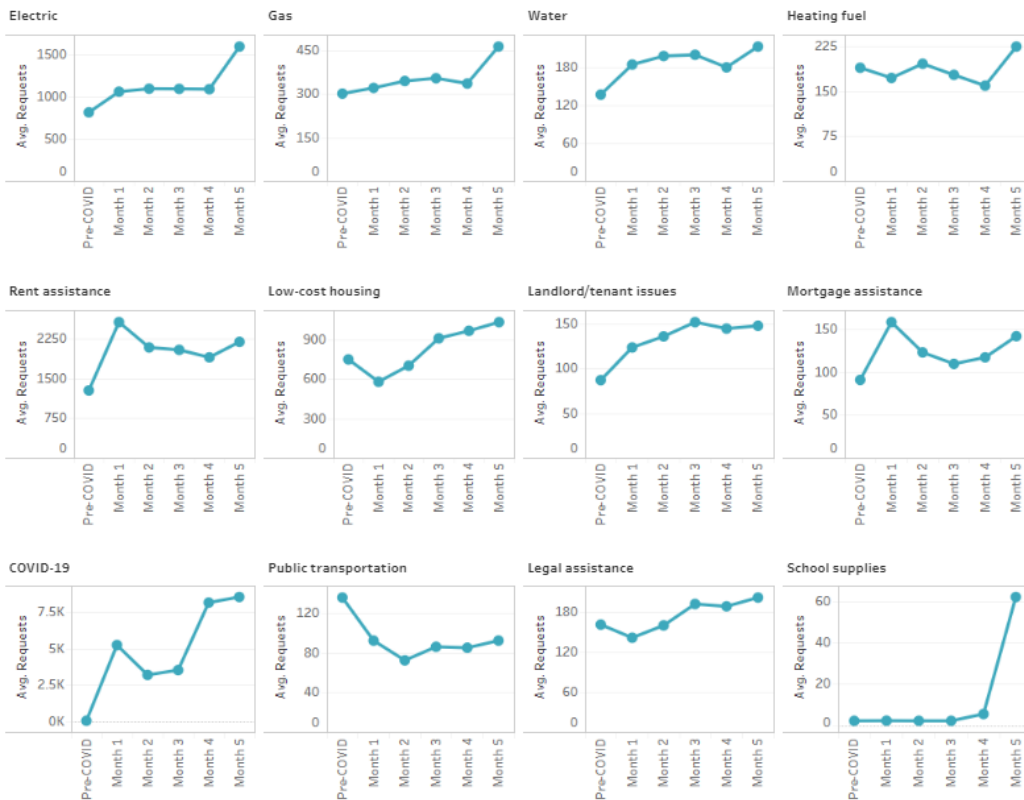 Electric
Gas
Water
Heating fuel
Avg. Requests
1500
1000
500
0
Avg. Requests
450
300
150
0
Avg. Requests
180
120
60
0
Avg. Requests
225
150
75
0
Pre-COVID
Month 1
Month 2
Month 3
Month 4
Month 5
Pre-COVID
Month 1
Month 2
Month 3
Month 4
Month 5
Pre-COVID
Month 1
Month 2
Month 3
Month 4
Month 5
Pre-COVID
Month 1
Month 2
Month 3
Month 4
Month 5
Rent assistance
Low-cost housing
Landlord/tenant issues
Mortgage assistance
Avg. Requests
2250
1500
750
0
Avg. Requests
900
600
300
0
Avg. Requests
150
100
50
0
Avg. Requests
150
100
50
0
Pre-COVID
Month 1
Month 2
Month 3
Month 4
Month 5
Pre-COVID
Month 1
Month 2
Month 3
Month 4
Month 5
Pre-COVID
Month 1
Month 2
Month 3
Month 4
Month 5
Pre-COVID
Month 1
Month 2
Month 3
Month 4
Month 5
COVID-19
Public transportation
Legal assistance
School supplies
Avg. Requests
7.5K
5K
2.5K
0K
Avg. Requests
120
80
40
0
Avg. Requests
180
120
60
0
Avg. Requests
60
40
20
0
Pre-COVID
Month 1
Month 2
Month 3
Month 4
Month 5
Pre-COVID
Month 1
Month 2
Month 3
Month 4
Month 5
Pre-COVID
Month 1
Month 2
Month 3
Month 4
Month 5
Pre-COVID
Month 1
Month 2
Month 3
Month 4
Month 5